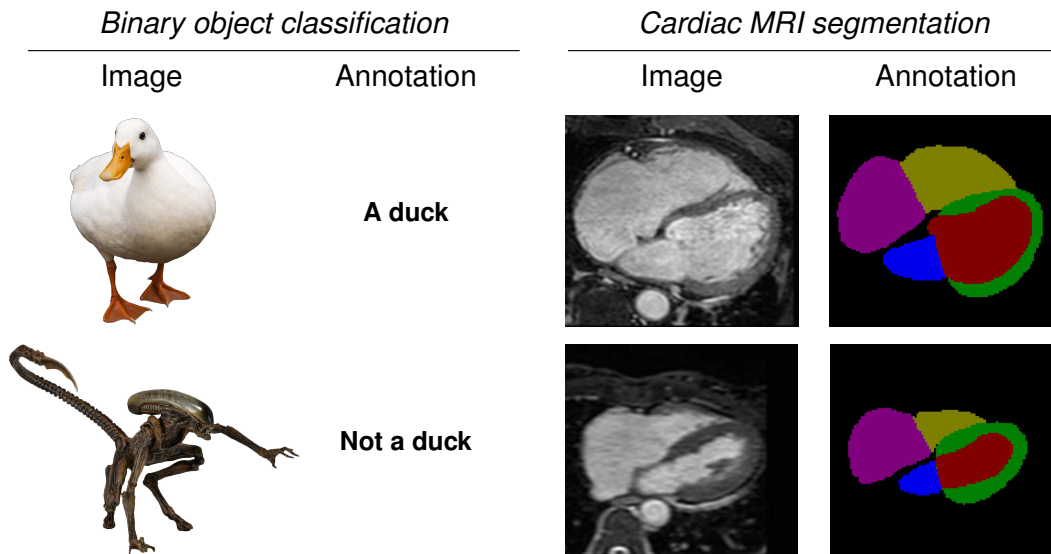 Binary object classification
Image Annotation
A duck
Not a duck
Cardiac MRI segmentation
Image Annotation